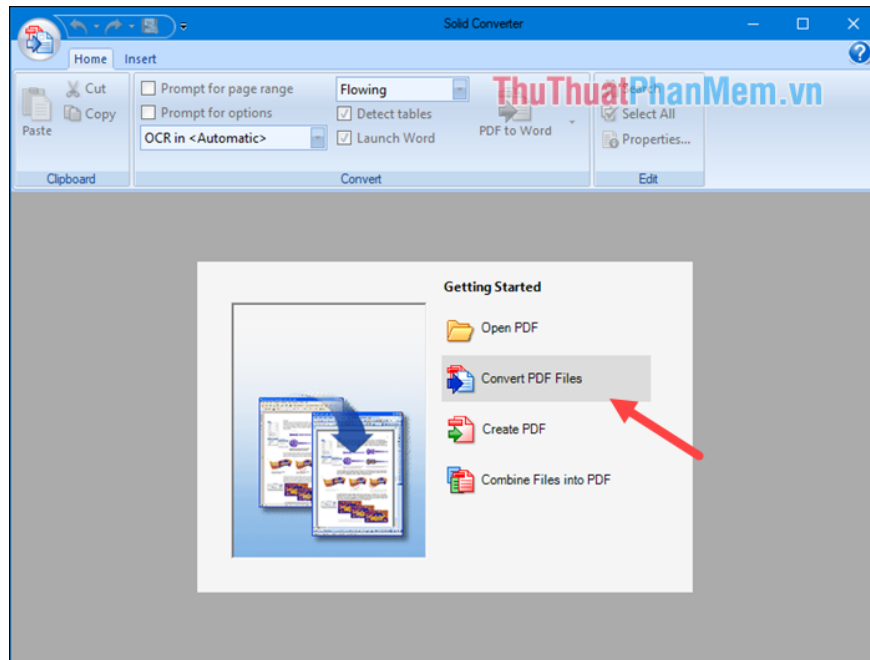 Solid Converter
Home Insert
Paste
Cut
Copy
Clipboard
Prompt for page range
Prompt for options
OCR in <Automatic>
Flowing
Detect tables
Launch Word
PDF to Word
Convert
Search
Select All
Properties...
Edit
ThuThuatPhanMem.vn
Getting Started
Open PDF
Convert PDF Files
Create PDF
Combine Files into PDF